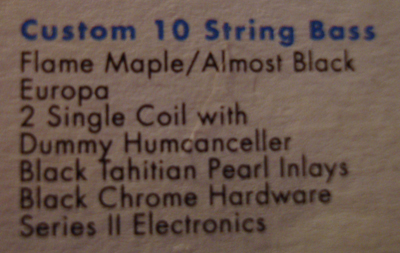 Custom 10 String Bass
Flame Maple/Almost Black
Europa
2 Single Coil with
Dummy Humcanceller
Black Tahitian Pearl Inlays
Black Chrome Hardware
Series II Electronics